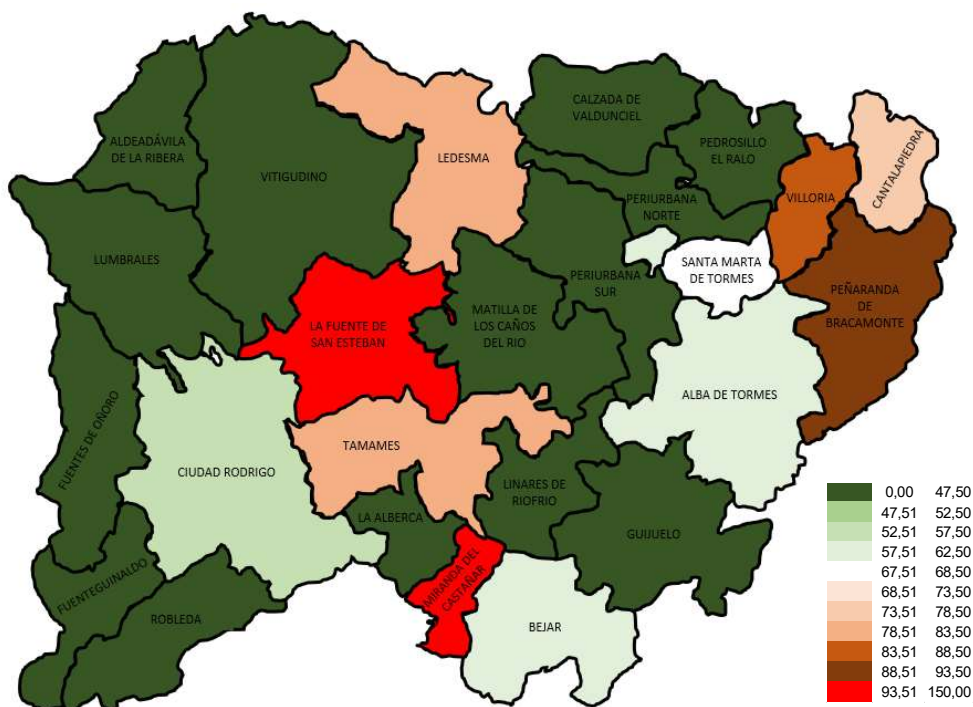 CALZADA DE
VALDUNCIEL
ALDEADÁVILA
DE LA RIBERA
LEDESMA
PEDROSILLO
EL RALO
VITIGUDINO
CANTALAPIEDRA
VILLORIA
PERIURBANA
NORTE
LUMBRALES
SANTA MARTA
DE TORMES
PERIURBANA
SUR
PEÑARANDA
DE
BRACAMONTE
MATILLA DE
LOS CAÑOS
DEL RIO
LA FUENTE DE
SAN ESTEBAN
ALBA DE TORMES
FUENTES DE OÑORO
TAMAMES
CIUDAD RODRIGO
LINARES DE
RIOFRIO
LA ALBERCA
GUIJUELO
FUENTEGUINALDO
MIRANDA DEL
CASTAÑAR
ROBLEDA
BEJAR
0,00 47,50
47,51 52,50
52,51 57,50
57,51 62,50
67,51 68,50
68,51 73,50
73,51 78,50
78,51 83,50
83,51 88,50
88,51 93,50
93,51 150,00